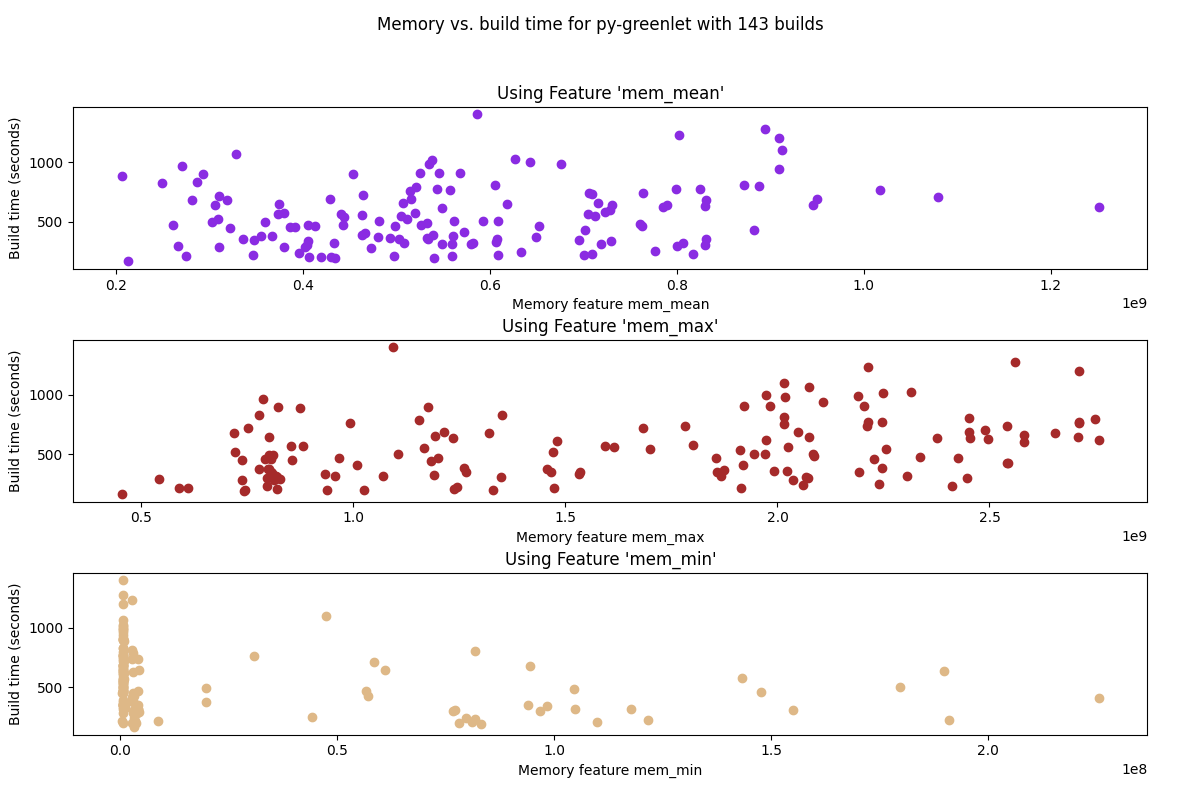 Memory vs. build time for py-greenlet with 143 builds
Using Feature 'mem_mean'
Build time (seconds)
1000
500
0.2 0.4 0.6 0.8 1.0 1.2
1e9
Memory feature mem_mean
Using Feature 'mem_max'
Build time (seconds)
1000
500
0.5 1.0 1.5 2.0 2.5
1e9
Memory feature mem_max
Using Feature 'mem_min'
Build time (seconds)
1000
500
0.0 0.5 1.0 1.5 2.0
1e8
Memory feature mem_min